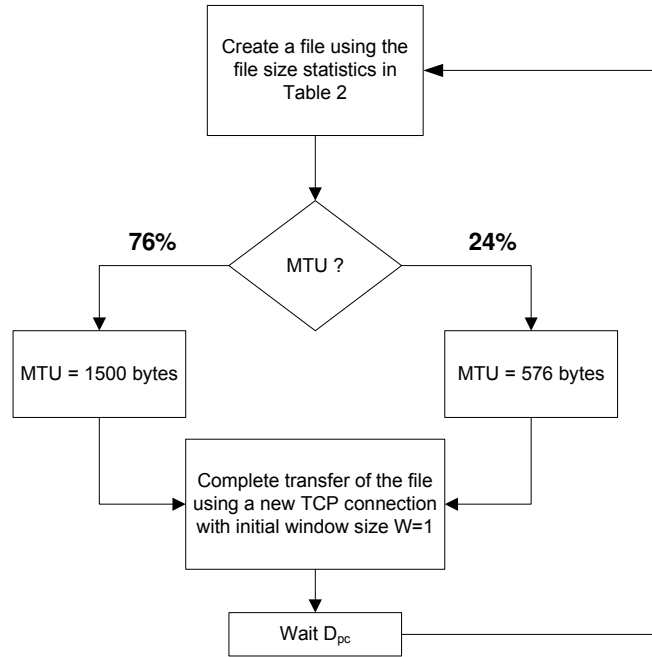 Create a file using the
file size statistics in
Table 2
76%
24%
MTU ?
MTU = 1500 bytes
MTU = 576 bytes
Complete transfer of the file
using a new TCP connection
with initial window size W=1
Wait Dpc